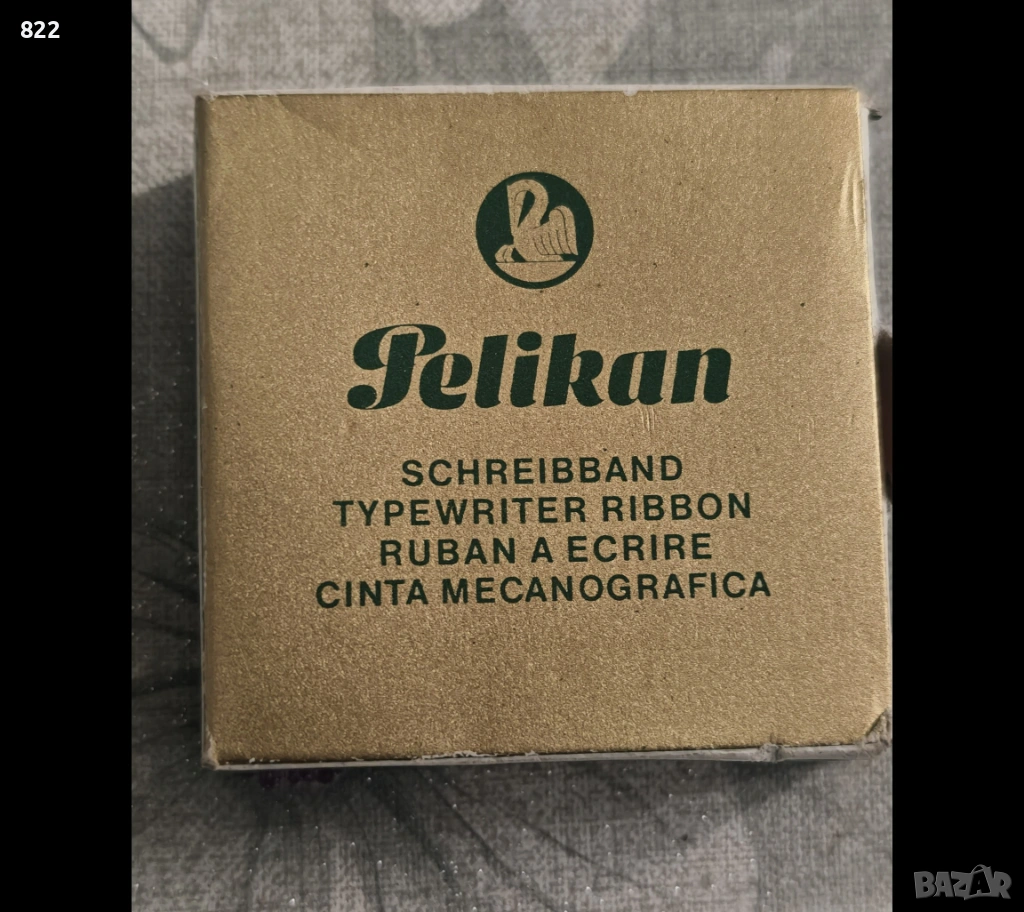 822
Pelikan
SCHREIBBAND
TYPEWRITER RIBBON
RUBAN A ECRIRE
CINTA MECANOGRAFICA
BAZAR